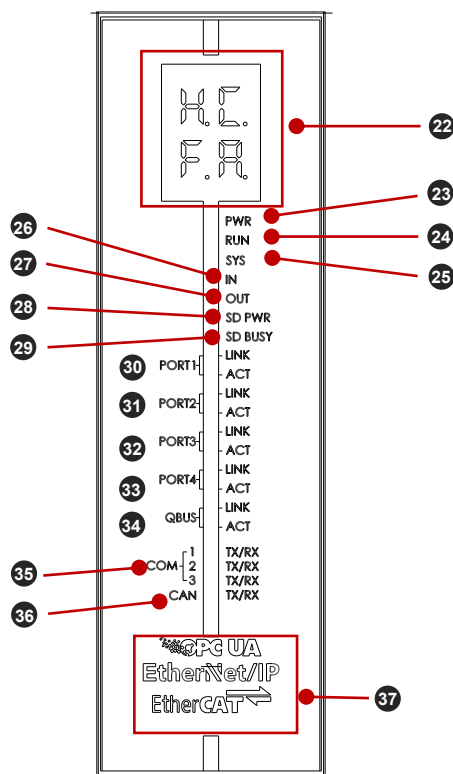 H.C.
F.A.
22
PWR 23
RUN 24
SYS 25
26 IN
27 OUT
28 SD PWR
29 SD BUSY
30 PORT1 LINK
ACT
31 PORT2 LINK
ACT
32 PORT3 LINK
ACT
33 PORT4 LINK
ACT
34 QBUS LINK
ACT
35 COM 1 TX/RX
2 TX/RX
3 TX/RX
36 CAN TX/RX
OPC UA
EtherNet/IP
EtherCAT
37